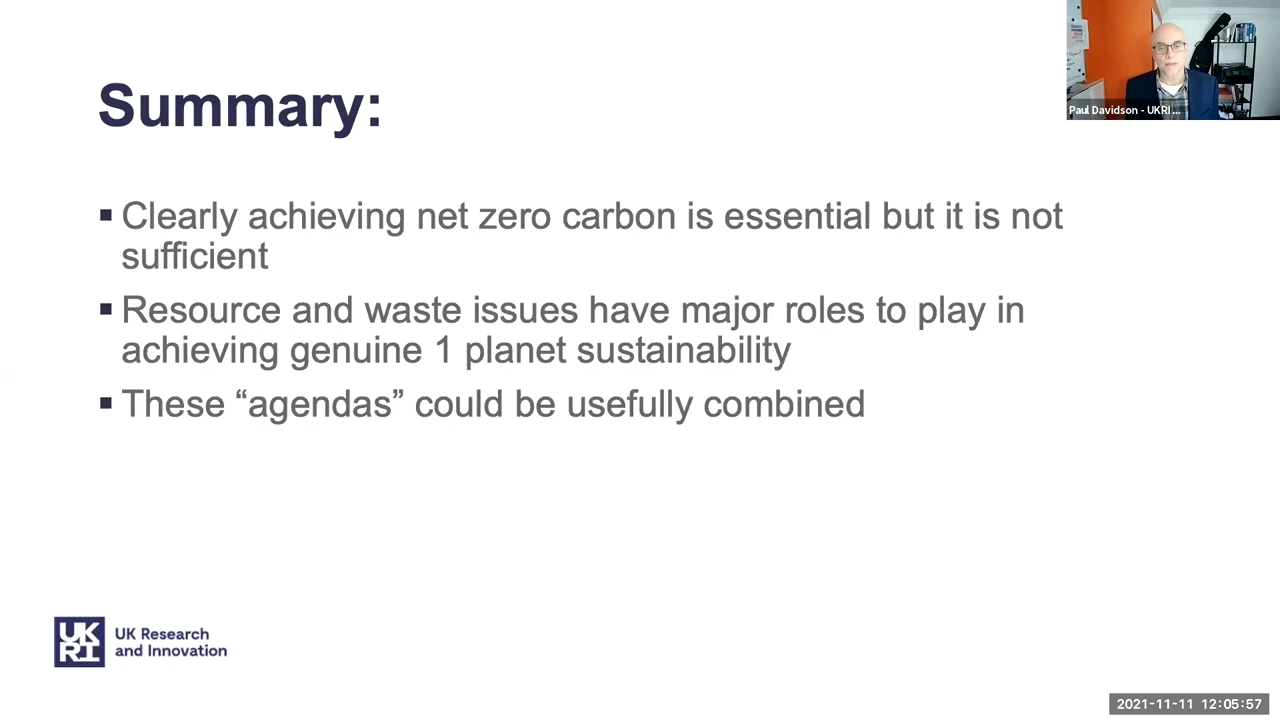 Summary:
Paul Davidson - UKRI ...
▪ Clearly achieving net zero carbon is essential but it is not
sufficient
▪ Resource and waste issues have major roles to play in
achieving genuine 1 planet sustainability
▪ These “agendas” could be usefully combined
UK
RI
UK Research
and Innovation
2021-11-11 12:05:57